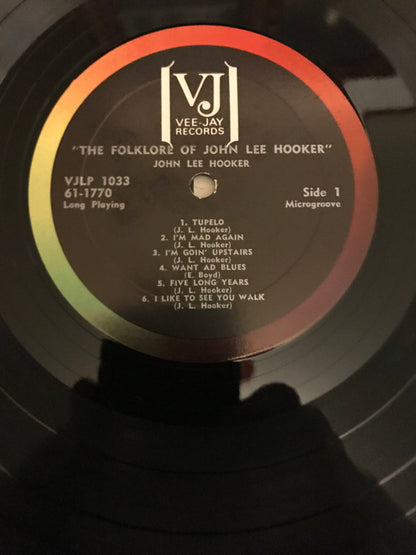 VJ
VEE-JAY
RECORDS
"THE FOLKLORE OF JOHN LEE HOOKER"
JOHN LEE HOOKER
VJLP 1033
61-1770
Long Playing
Side 1
Microgroove
1. TUPELO
(J. L. Hooker)
2. I'M MAD AGAIN
(J. L. Hooker)
3. I'M GOIN' UPSTAIRS
(J. L. Hooker)
4. WANT AD BLUES
(E. Boyd)
5. FIVE LONG YEARS
(J. L. Hooker)
6. I LIKE TO SEE YOU WALK
(J. L. Hooker)